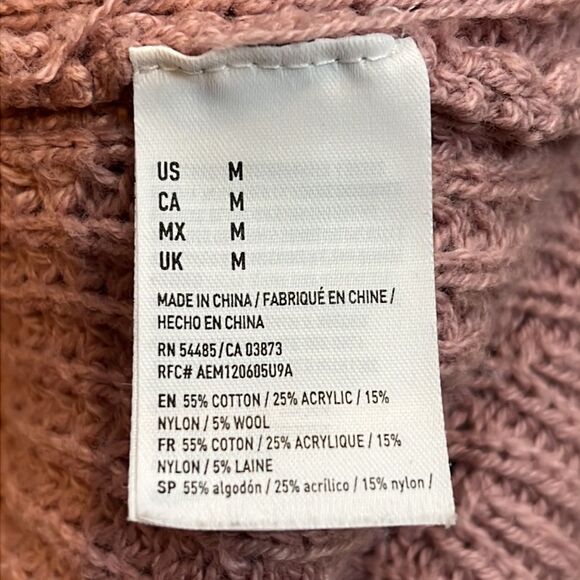 US M
CA M
MX M
UK M
MADE IN CHINA / FABRIQUÉ EN CHINE /
HECHO EN CHINA
RN 54485/CA 03873
RFC# AEM120605U9A
EN 55% COTTON / 25% ACRYLIC / 15%
NYLON / 5% WOOL
FR 55% COTON / 25% ACRYLIQUE / 15%
NYLON / 5% LAINE
SP 55% algodón / 25% acrílico / 15% nylon /